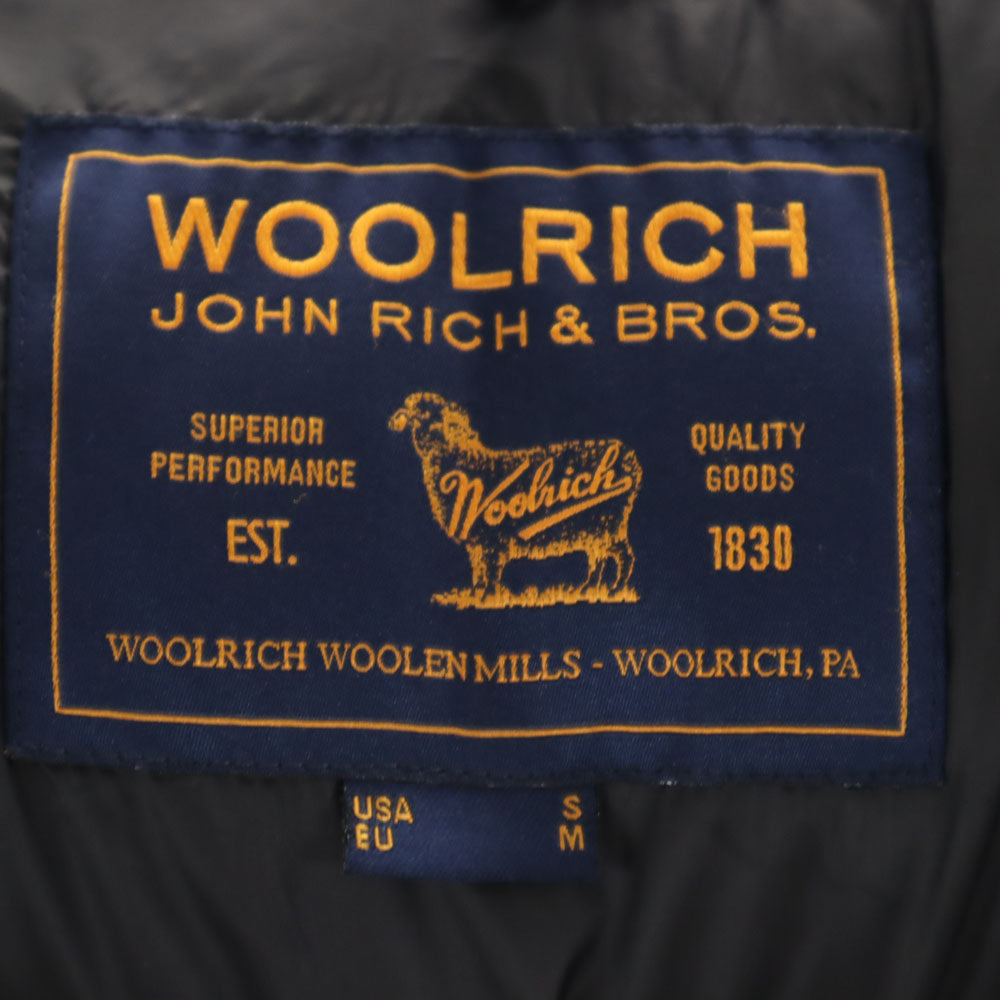 WOOLRICH
JOHN RICH & BROS.
SUPERIOR
PERFORMANCE
EST.
Woolrich
QUALITY
GOODS
1830
WOOLRICH WOOLEN MILLS - WOOLRICH, PA
USA S
EU M